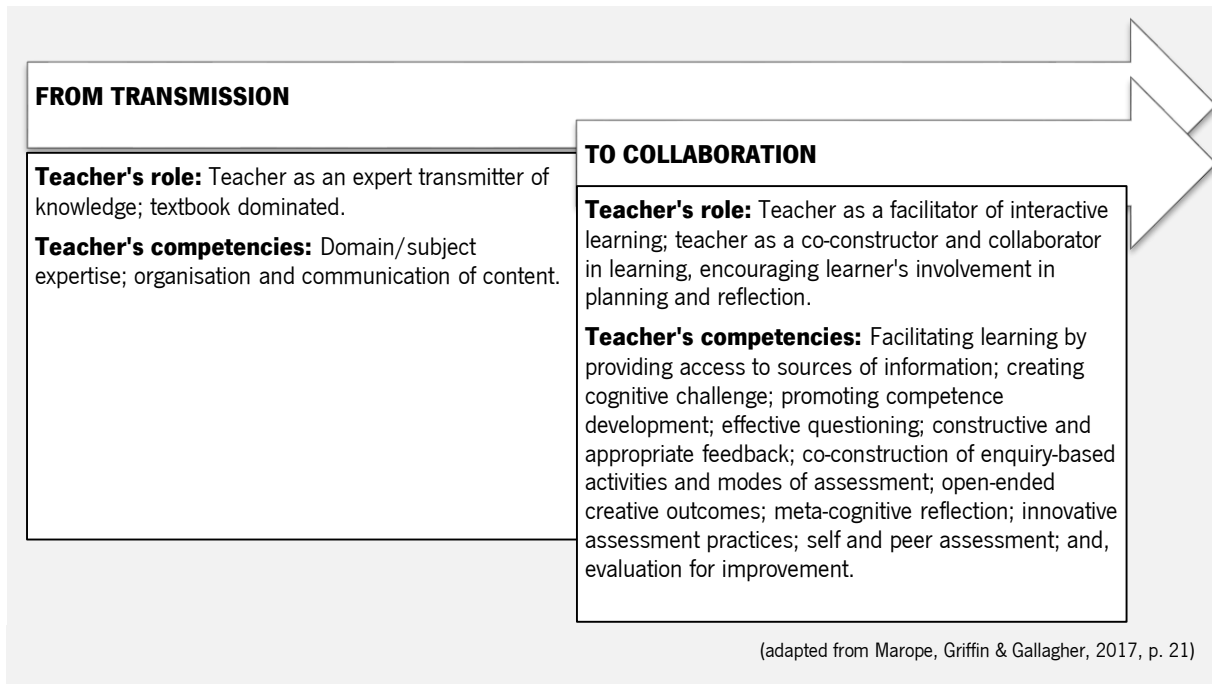 FROM TRANSMISSION
Teacher's role: Teacher as an expert transmitter of
knowledge; textbook dominated.
Teacher's competencies: Domain/subject
expertise; organisation and communication of content.
TO COLLABORATION
Teacher's role: Teacher as a facilitator of interactive
learning; teacher as a co-constructor and collaborator
in learning, encouraging learner's involvement in
planning and reflection.
Teacher's competencies: Facilitating learning by
providing access to sources of information; creating
cognitive challenge; promoting competence
development; effective questioning; constructive and
appropriate feedback; co-construction of enquiry-based
activities and modes of assessment; open-ended
creative outcomes; meta-cognitive reflection; innovative
assessment practices; self and peer assessment; and,
evaluation for improvement.
(adapted from Marope, Griffin & Gallagher, 2017, p. 21)